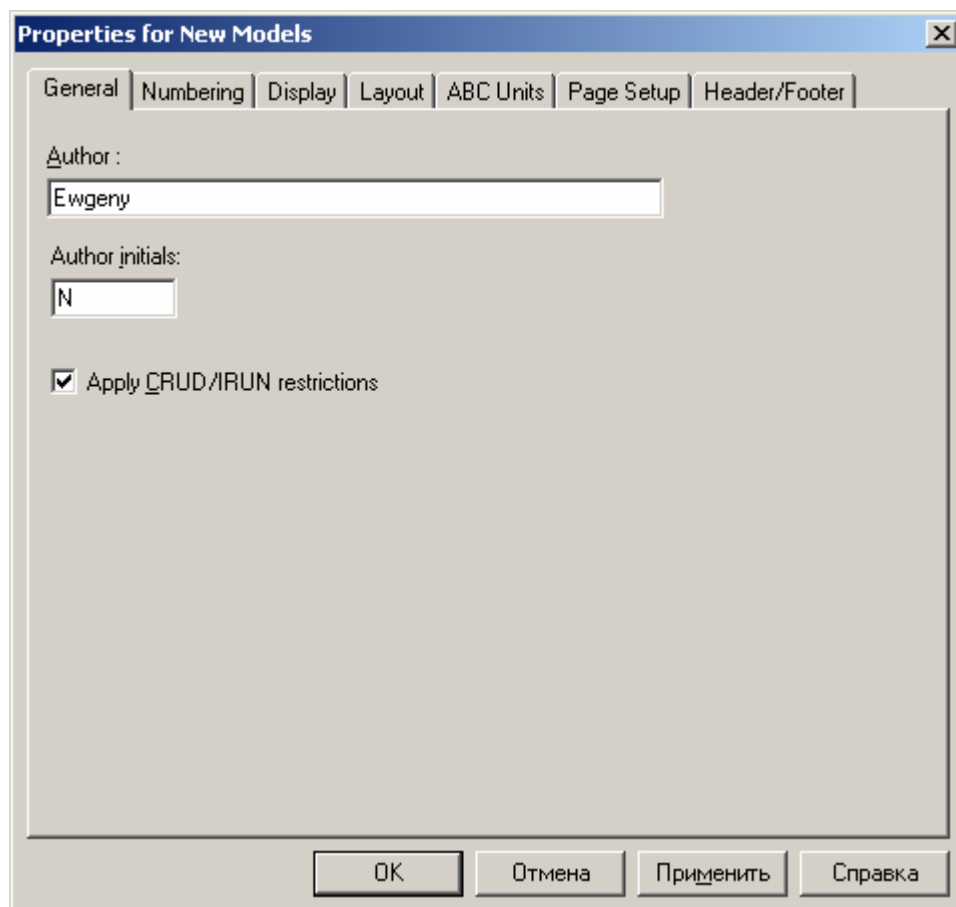 Properties for New Models
General Numbering Display Layout ABC Units Page Setup Header/Footer
Author :
Ewgeny
Author initials:
N
Apply CRUD/IRUN restrictions
OK Отмена Применить Справка